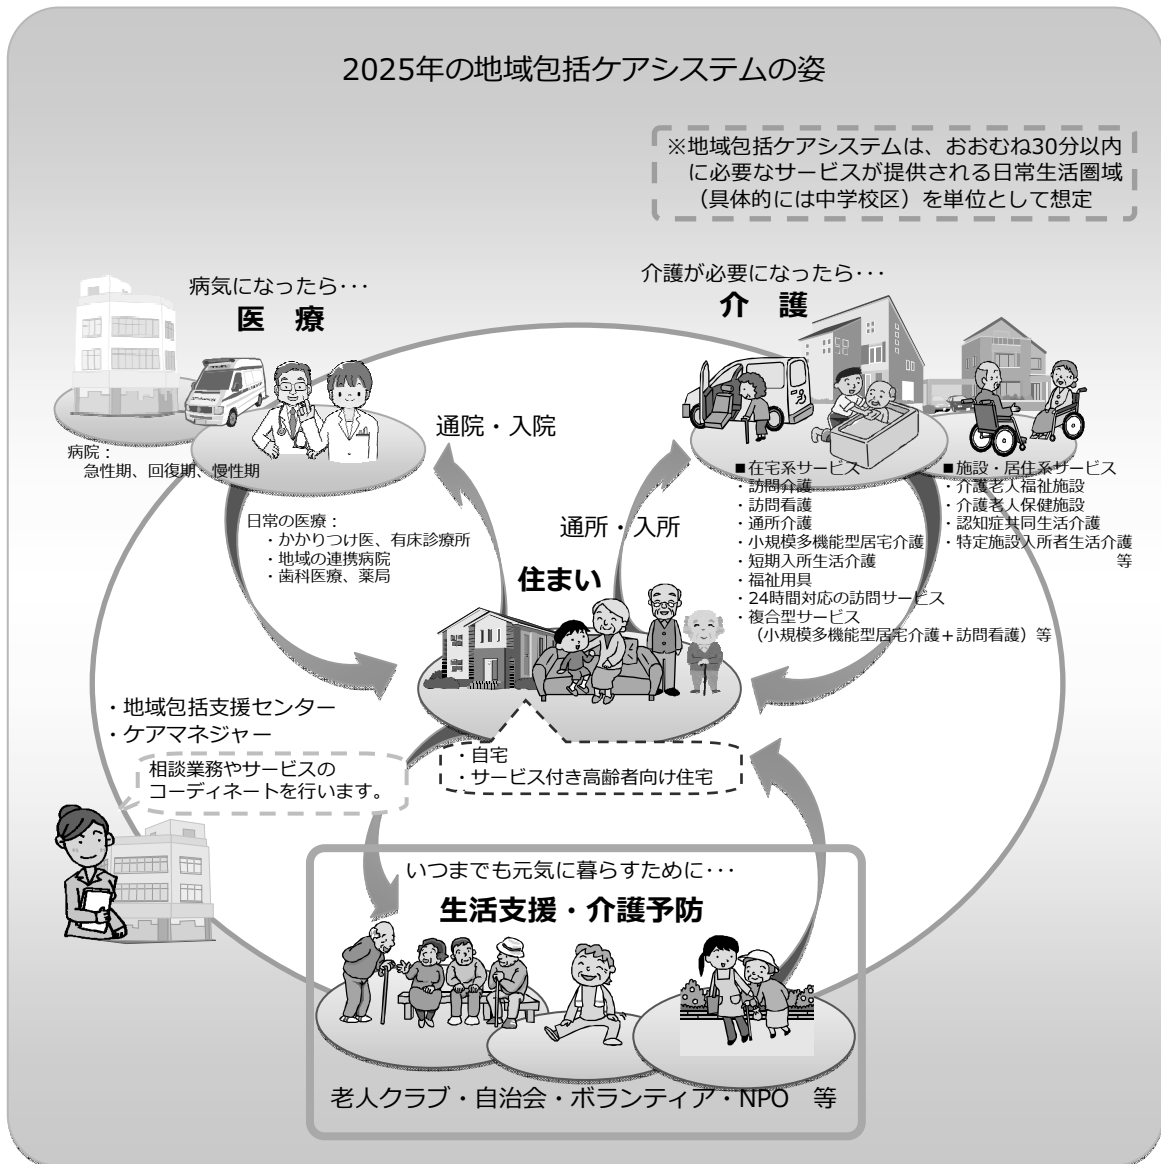 2025年の地域包括ケアシステムの姿
※地域包括ケアシステムは、おおむね30分以内
に必要なサービスが提供される日常生活圏域
（具体的には中学校区）を単位として想定
病気になったら･･･
医　療
介護が必要になったら･･･
介　護
病院：
急性期、回復期、慢性期
通院・入院
日常の医療：
・かかりつけ医、有床診療所
・地域の連携病院
・歯科医療、薬局
通所・入所
■在宅系サービス
・訪問介護
・訪問看護
・通所介護
・小規模多機能型居宅介護
・短期入所生活介護
・福祉用具
・24時間対応の訪問サービス
・複合型サービス
（小規模多機能型居宅介護＋訪問看護）等
■施設・居住系サービス
・介護老人福祉施設
・介護老人保健施設
・認知症共同生活介護
・特定施設入所者生活介護
等
住まい
・自宅
・サービス付き高齢者向け住宅
・地域包括支援センター
・ケアマネジャー
相談業務やサービスの
コーディネートを行います。
いつまでも元気に暮らすために･･･
生活支援・介護予防
老人クラブ・自治会・ボランティア・NPO　等